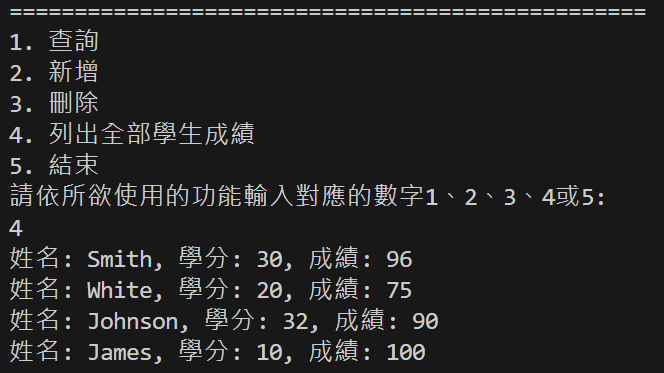 =================================================
1. 查詢
2. 新增
3. 刪除
4. 列出全部學生成績
5. 結束
請依所欲使用的功能輸入對應的數字1、2、3、4或5:
4
姓名: Smith, 學分: 30, 成績: 96
姓名: White, 學分: 20, 成績: 75
姓名: Johnson, 學分: 32, 成績: 90
姓名: James, 學分: 10, 成績: 100